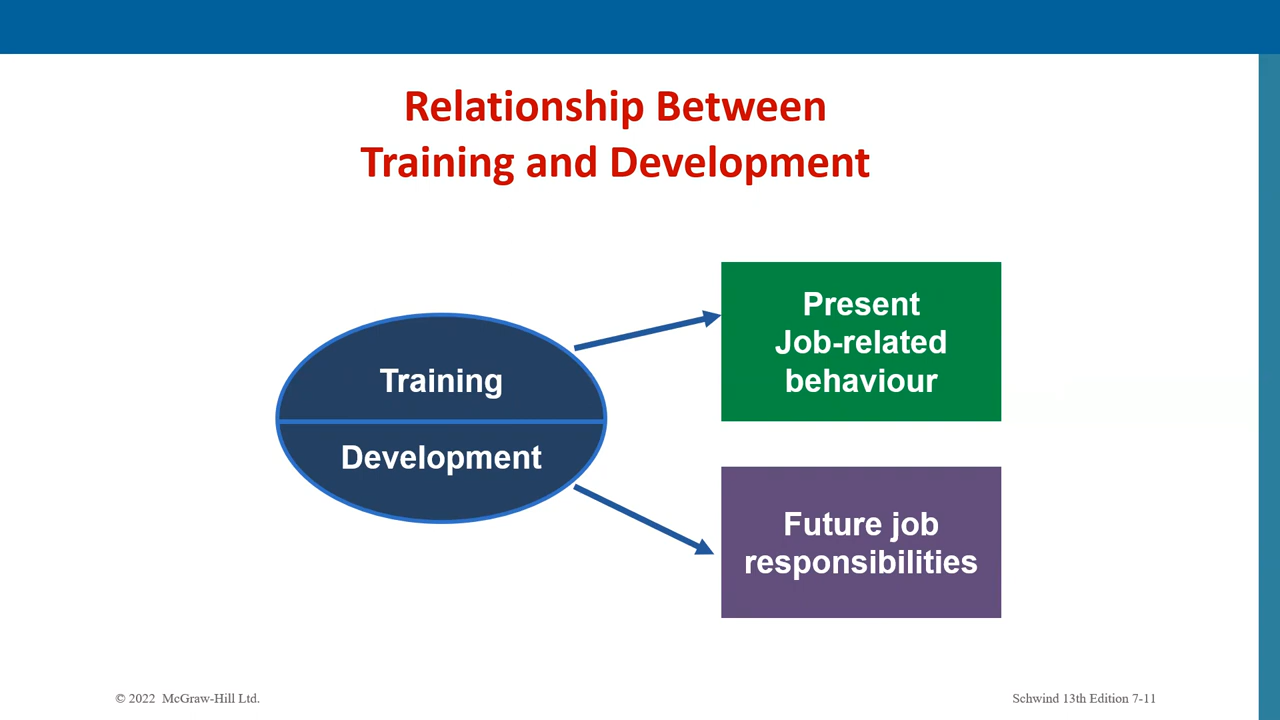 Relationship Between
Training and Development
Training
Development
Present
Job-related
behaviour
Future job
responsibilities
© 2022 McGraw-Hill Ltd.
Schwind 13th Edition 7-11